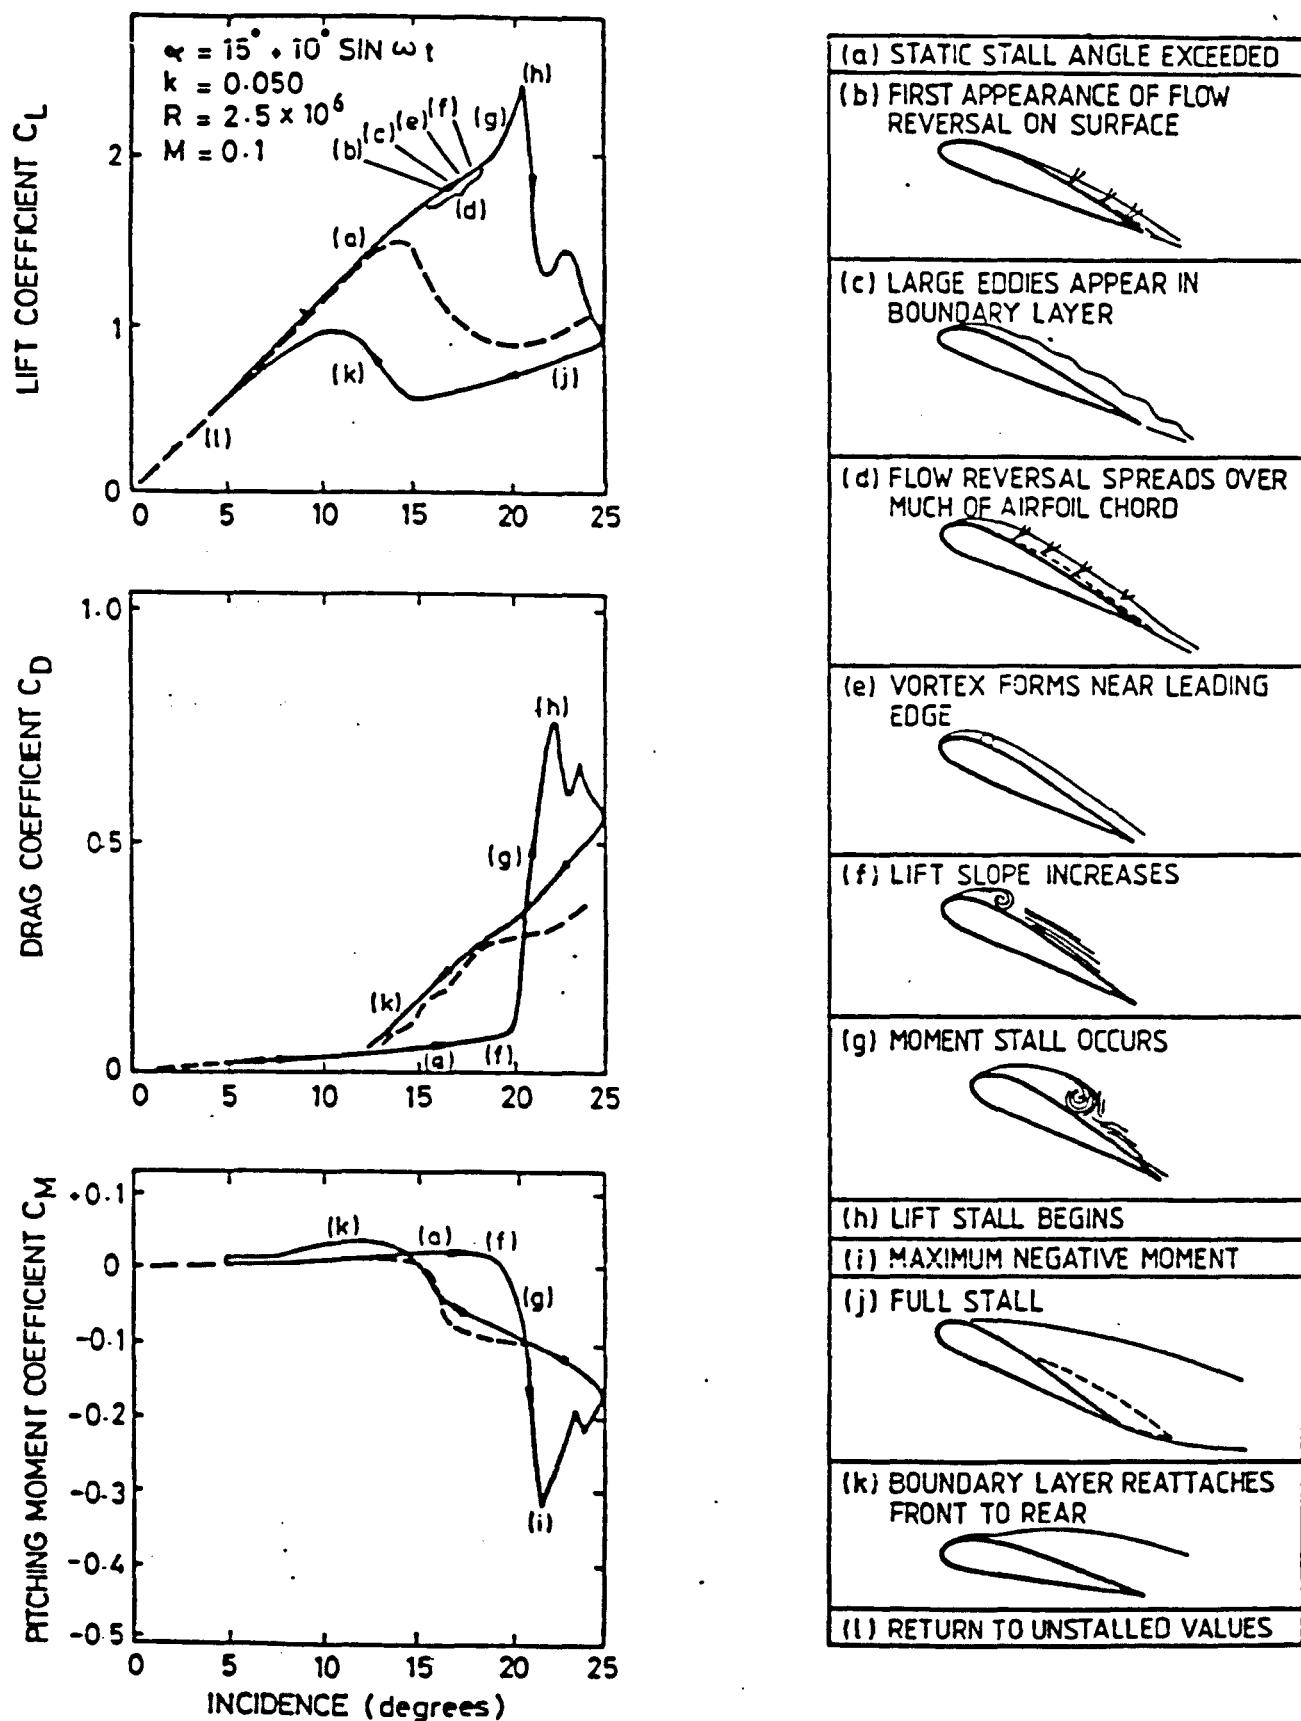 α = 15° + 10° SIN ωt
k = 0.050
R = 2.5 × 10⁶
M = 0.1
LIFT COEFFICIENT C_L
2
1
0
(a)
(b)
(c)
(e)
(f)
(g)
(h)
(d)
(k)
(j)
(l)
0 5 10 15 20 25
DRAG COEFFICIENT C_D
1.0
0.5
0
(h)
(g)
(k)
(a)
(f)
0 5 10 15 20 25
PITCHING MOMENT COEFFICIENT C_M
+0.1
0
-0.1
-0.2
-0.3
-0.4
-0.5
(k)
(a)
(f)
(g)
(i)
0 5 10 15 20 25
INCIDENCE (degrees)
(a) STATIC STALL ANGLE EXCEEDED
(b) FIRST APPEARANCE OF FLOW
REVERSAL ON SURFACE
(c) LARGE EDDIES APPEAR IN
BOUNDARY LAYER
(d) FLOW REVERSAL SPREADS OVER
MUCH OF AIRFOIL CHORD
(e) VORTEX FORMS NEAR LEADING
EDGE
(f) LIFT SLOPE INCREASES
(g) MOMENT STALL OCCURS
(h) LIFT STALL BEGINS
(i) MAXIMUM NEGATIVE MOMENT
(j) FULL STALL
(k) BOUNDARY LAYER REATTACHES
FRONT TO REAR
(l) RETURN TO UNSTALLED VALUES